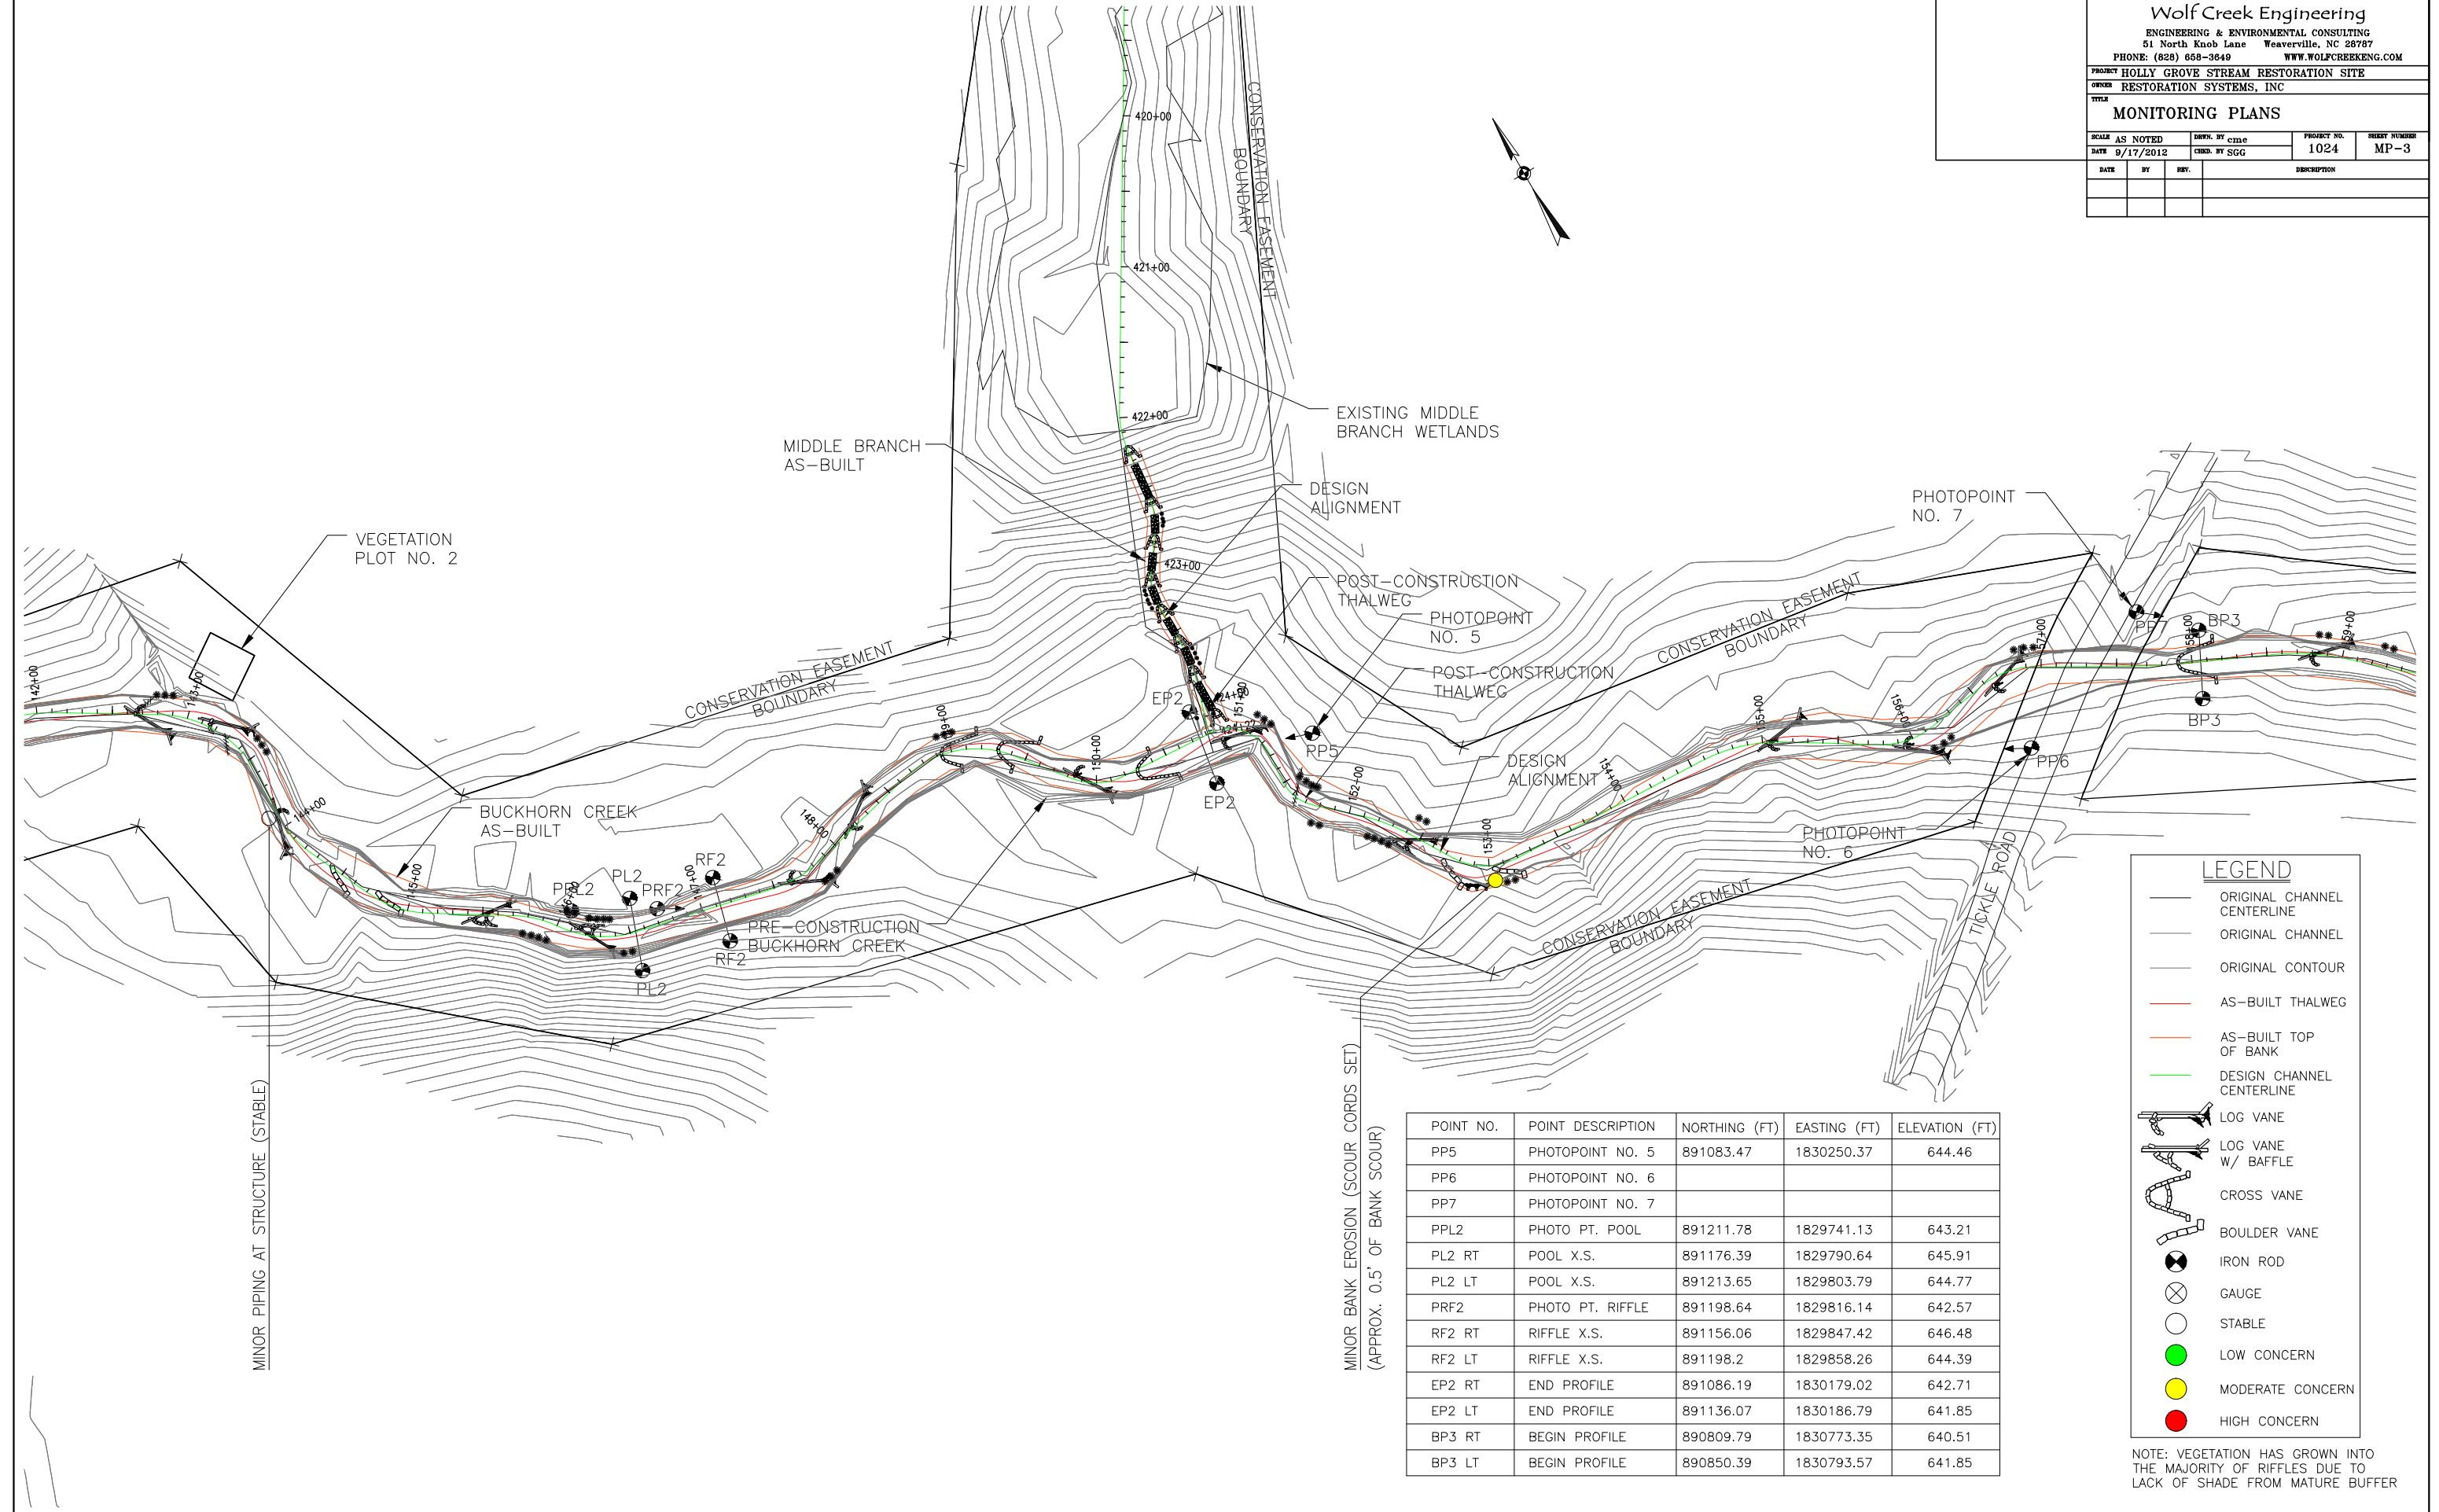 Wolf Creek Engineering
ENGINEERING & ENVIRONMENTAL CONSULTING
51 North Knob Lane Weaverville, NC 28787
PHONE: (828) 658-3649 WWW.WOLFCREEKENG.COM
PROJECT HOLLY GROVE STREAM RESTORATION SITE
OWNER RESTORATION SYSTEMS, INC
TITLE
MONITORING PLANS
SCALE AS NOTED DRWN. BY cme PROJECT NO. SHEET NUMBER
DATE 9/17/2012 CHKD. BY SGG 1024 MP-3
DATE BY REV. DESCRIPTION
420+00
CONSERVATION EASEMENT
BOUNDARY
421+00
422+00
EXISTING MIDDLE
BRANCH WETLANDS
MIDDLE BRANCH
AS-BUILT
DESIGN
ALIGNMENT
PHOTOPOINT
NO. 7
VEGETATION
PLOT NO. 2
423+00
POST-CONSTRUCTION
THALWEG
PHOTOPOINT
NO. 5
POST-CONSTRUCTION
THALWEG
CONSERVATION EASEMENT
BOUNDARY
CONSERVATION EASEMENT
BOUNDARY
142+00
143+00
144+00
145+00
147+00
148+00
149+00
150+00
152+00
153+00
154+00
155+00
156+00
157+00
158+00
159+00
EP2
EP2
PP5
PP6
BP3
BP3
DESIGN
ALIGNMENT
BUCKHORN CREEK
AS-BUILT
PPL2
PL2
PRF2
RF2
RF2
PL2
PRE-CONSTRUCTION
BUCKHORN CREEK
PHOTOPOINT
NO. 6
CONSERVATION EASEMENT
BOUNDARY
TICKLE ROAD
MINOR PIPING AT STRUCTURE (STABLE)
MINOR BANK EROSION (SCOUR CORDS SET)
(APPROX. 0.5' OF BANK SCOUR)
LEGEND
ORIGINAL CHANNEL
CENTERLINE
ORIGINAL CHANNEL
ORIGINAL CONTOUR
AS-BUILT THALWEG
AS-BUILT TOP
OF BANK
DESIGN CHANNEL
CENTERLINE
LOG VANE
LOG VANE
W/ BAFFLE
CROSS VANE
BOULDER VANE
IRON ROD
GAUGE
STABLE
LOW CONCERN
MODERATE CONCERN
HIGH CONCERN
NOTE: VEGETATION HAS GROWN INTO
THE MAJORITY OF RIFFLES DUE TO
LACK OF SHADE FROM MATURE BUFFER
POINT NO. POINT DESCRIPTION NORTHING (FT) EASTING (FT) ELEVATION (FT)
PP5 PHOTOPOINT NO. 5 891083.47 1830250.37 644.46
PP6 PHOTOPOINT NO. 6
PP7 PHOTOPOINT NO. 7
PPL2 PHOTO PT. POOL 891211.78 1829741.13 643.21
PL2 RT POOL X.S. 891176.39 1829790.64 645.91
PL2 LT POOL X.S. 891213.65 1829803.79 644.77
PRF2 PHOTO PT. RIFFLE 891198.64 1829816.14 642.57
RF2 RT RIFFLE X.S. 891156.06 1829847.42 646.48
RF2 LT RIFFLE X.S. 891198.2 1829858.26 644.39
EP2 RT END PROFILE 891086.19 1830179.02 642.71
EP2 LT END PROFILE 891136.07 1830186.79 641.85
BP3 RT BEGIN PROFILE 890809.79 1830773.35 640.51
BP3 LT BEGIN PROFILE 890850.39 1830793.57 641.85